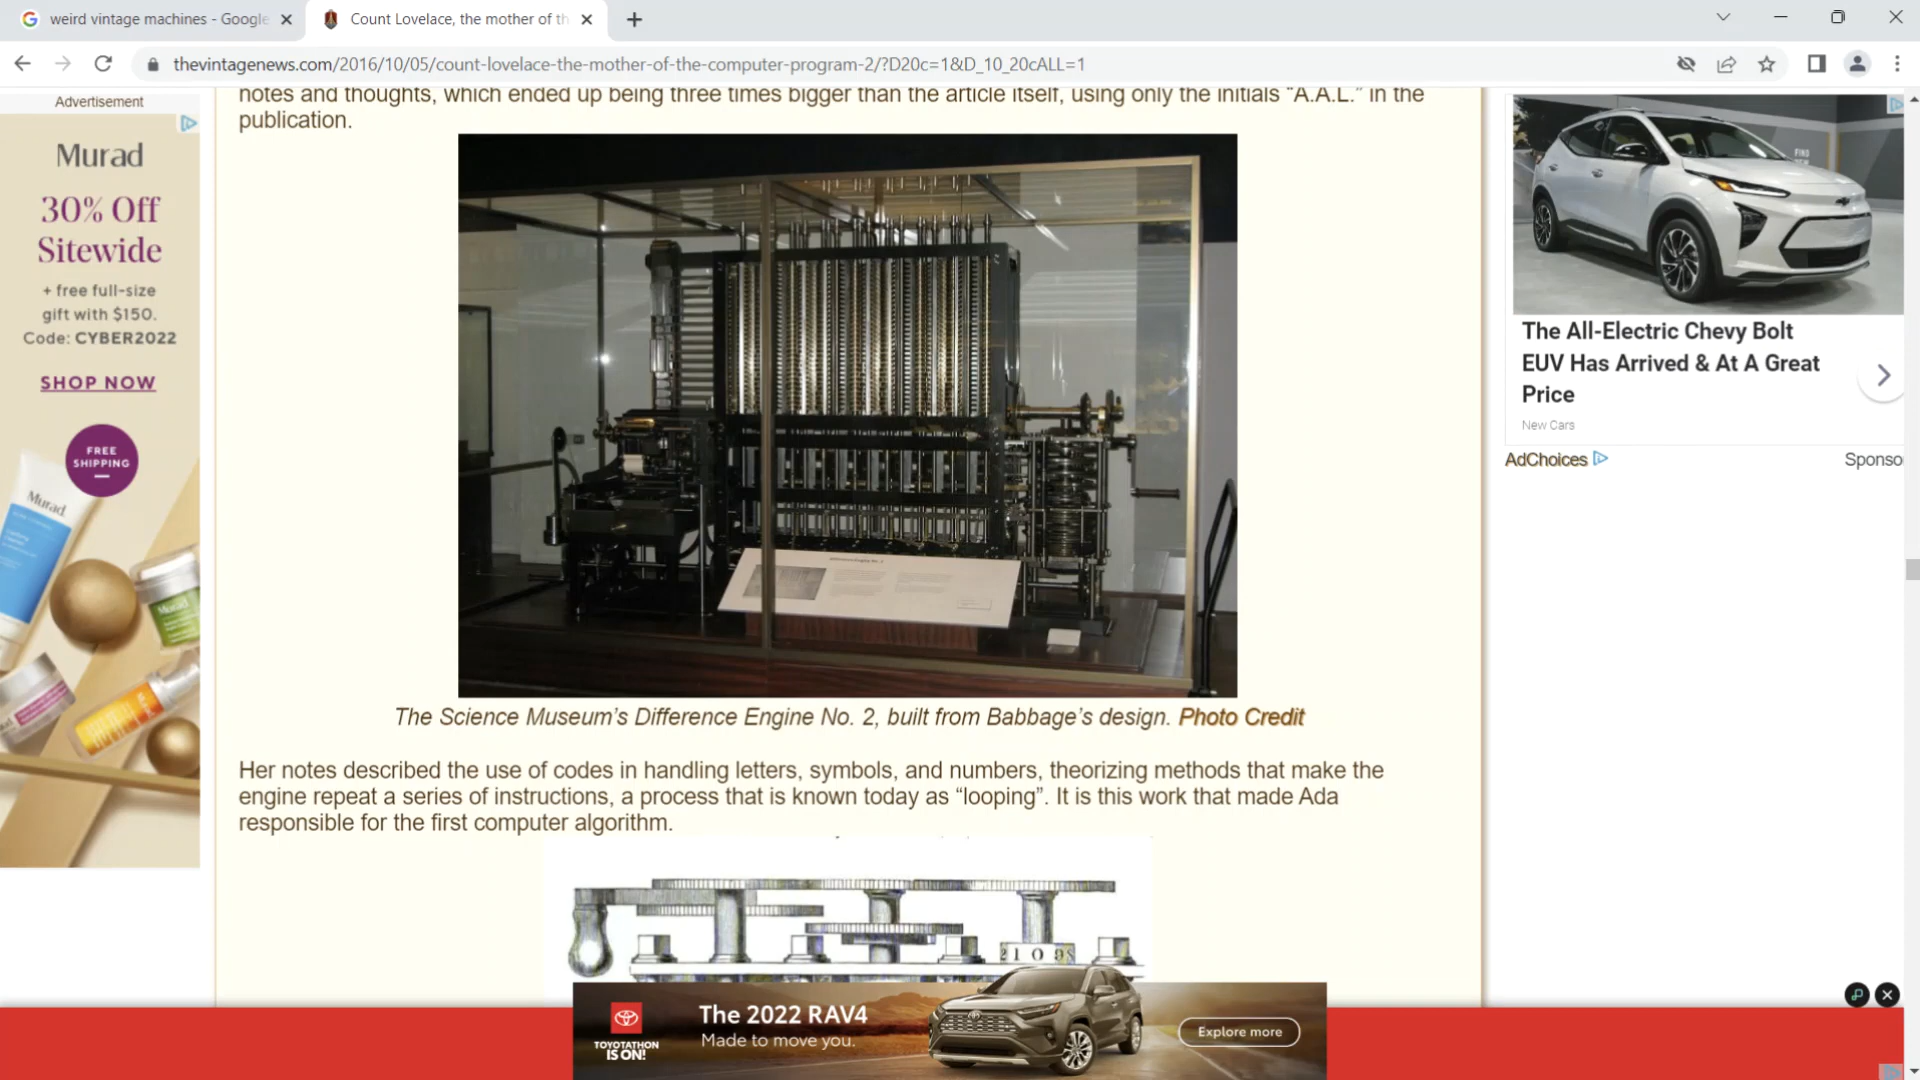 weird vintage machines - Google
Count Lovelace, the mother of th
thevintagenews.com/2016/10/05/count-lovelace-the-mother-of-the-computer-program-2/?D20c=1&D_10_20cALL=1
Advertisement
Murad
30% Off
Sitewide
+ free full-size
gift with $150.
Code: CYBER2022
SHOP NOW
FREE
SHIPPING
Murad
Murad
notes and thoughts, which ended up being three times bigger than the article itself, using only the initials “A.A.L.” in the
publication.
The Science Museum’s Difference Engine No. 2, built from Babbage’s design. Photo Credit
Her notes described the use of codes in handling letters, symbols, and numbers, theorizing methods that make the
engine repeat a series of instructions, a process that is known today as “looping”. It is this work that made Ada
responsible for the first computer algorithm.
FIND
The All-Electric Chevy Bolt
EUV Has Arrived & At A Great
Price
New Cars
AdChoices
Sponso
TOYOTATHON
IS ON!
The 2022 RAV4
Made to move you.
Explore more